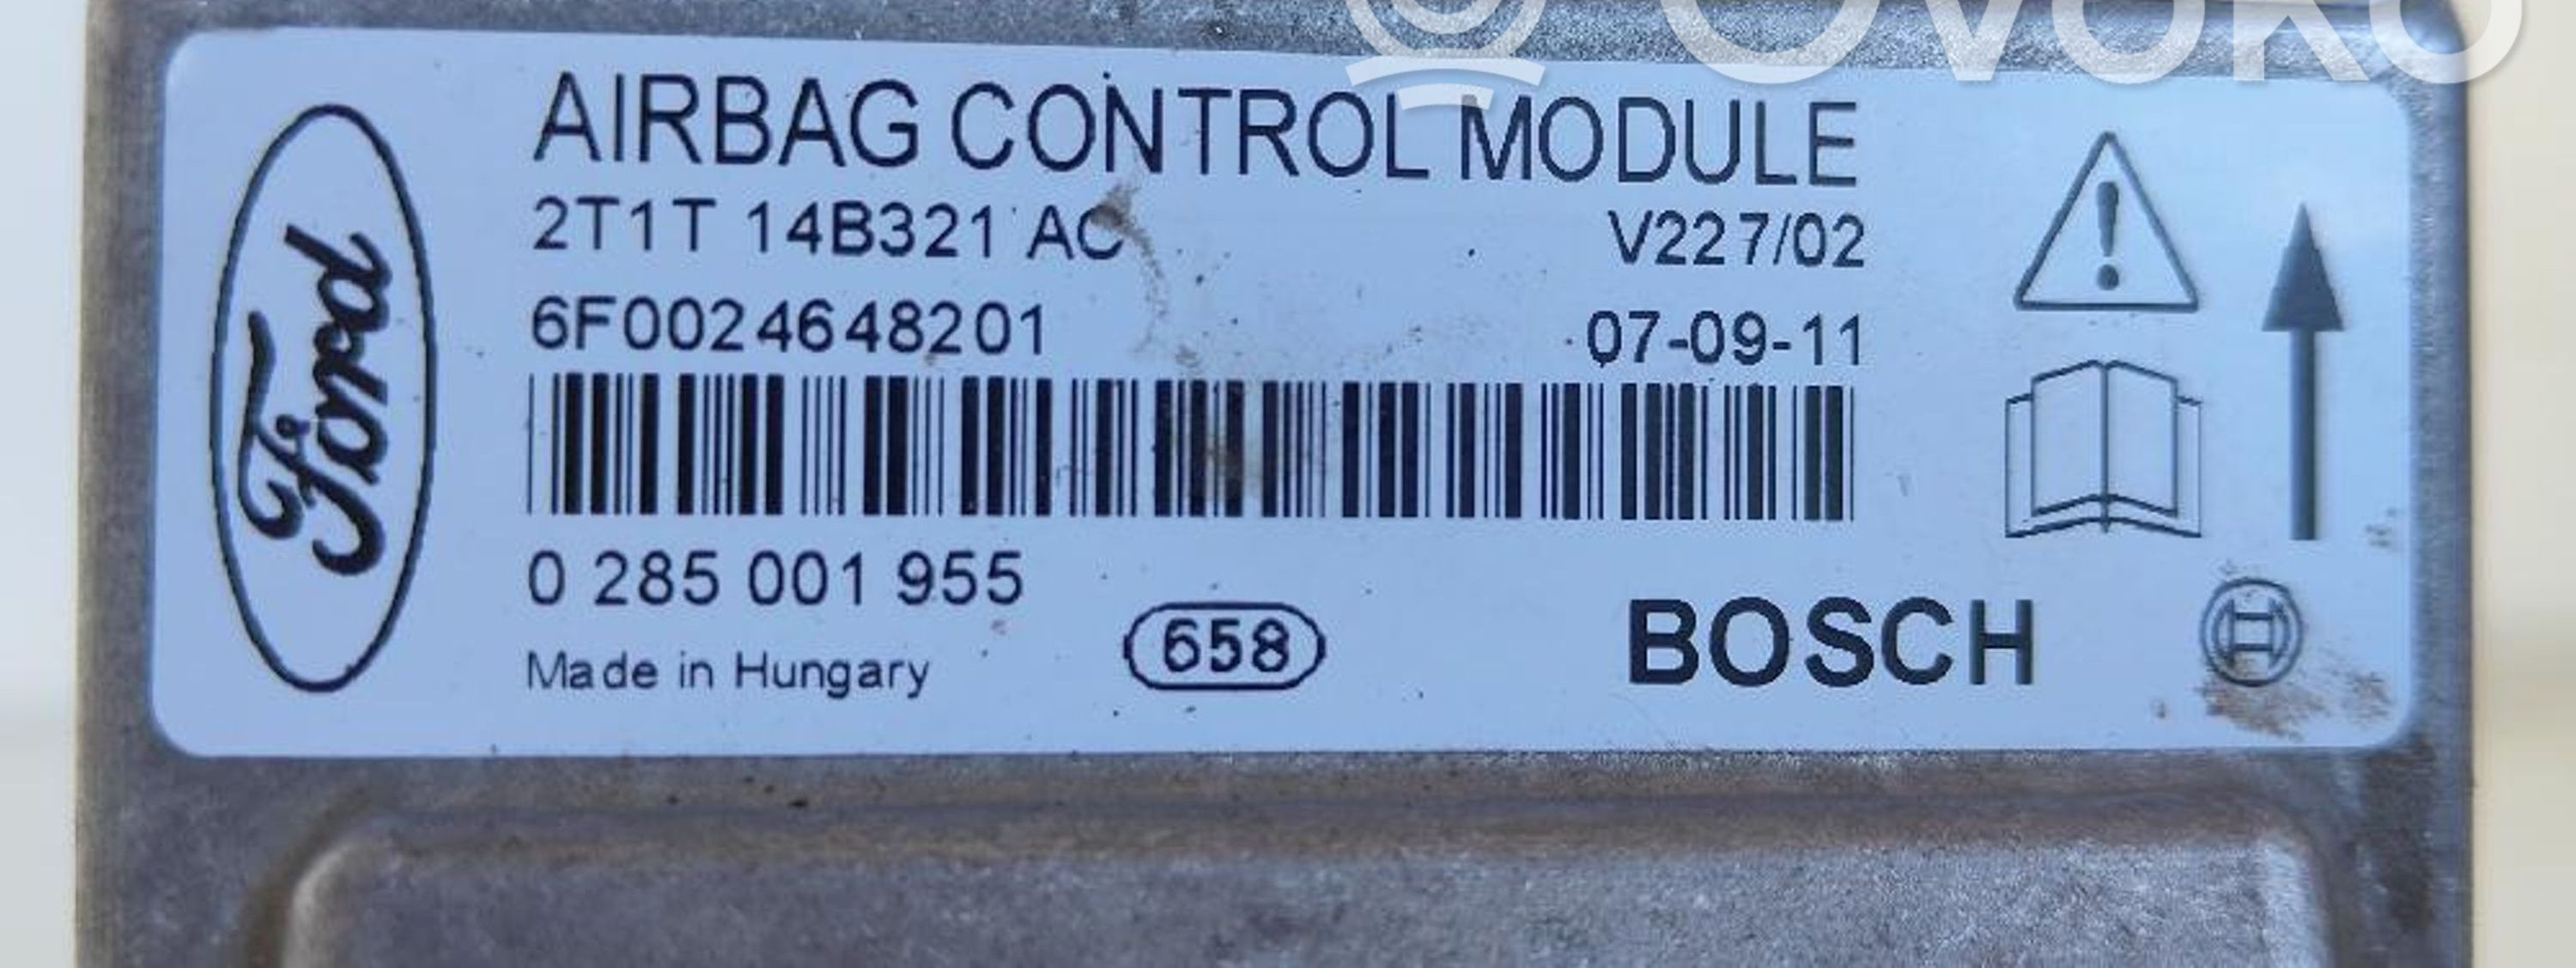 Ovoko
Ford
AIRBAG CONTROL MODULE
2T1T 14B321 AC V227/02
6F0024648201 07-09-11
0 285 001 955
Made in Hungary 658 BOSCH